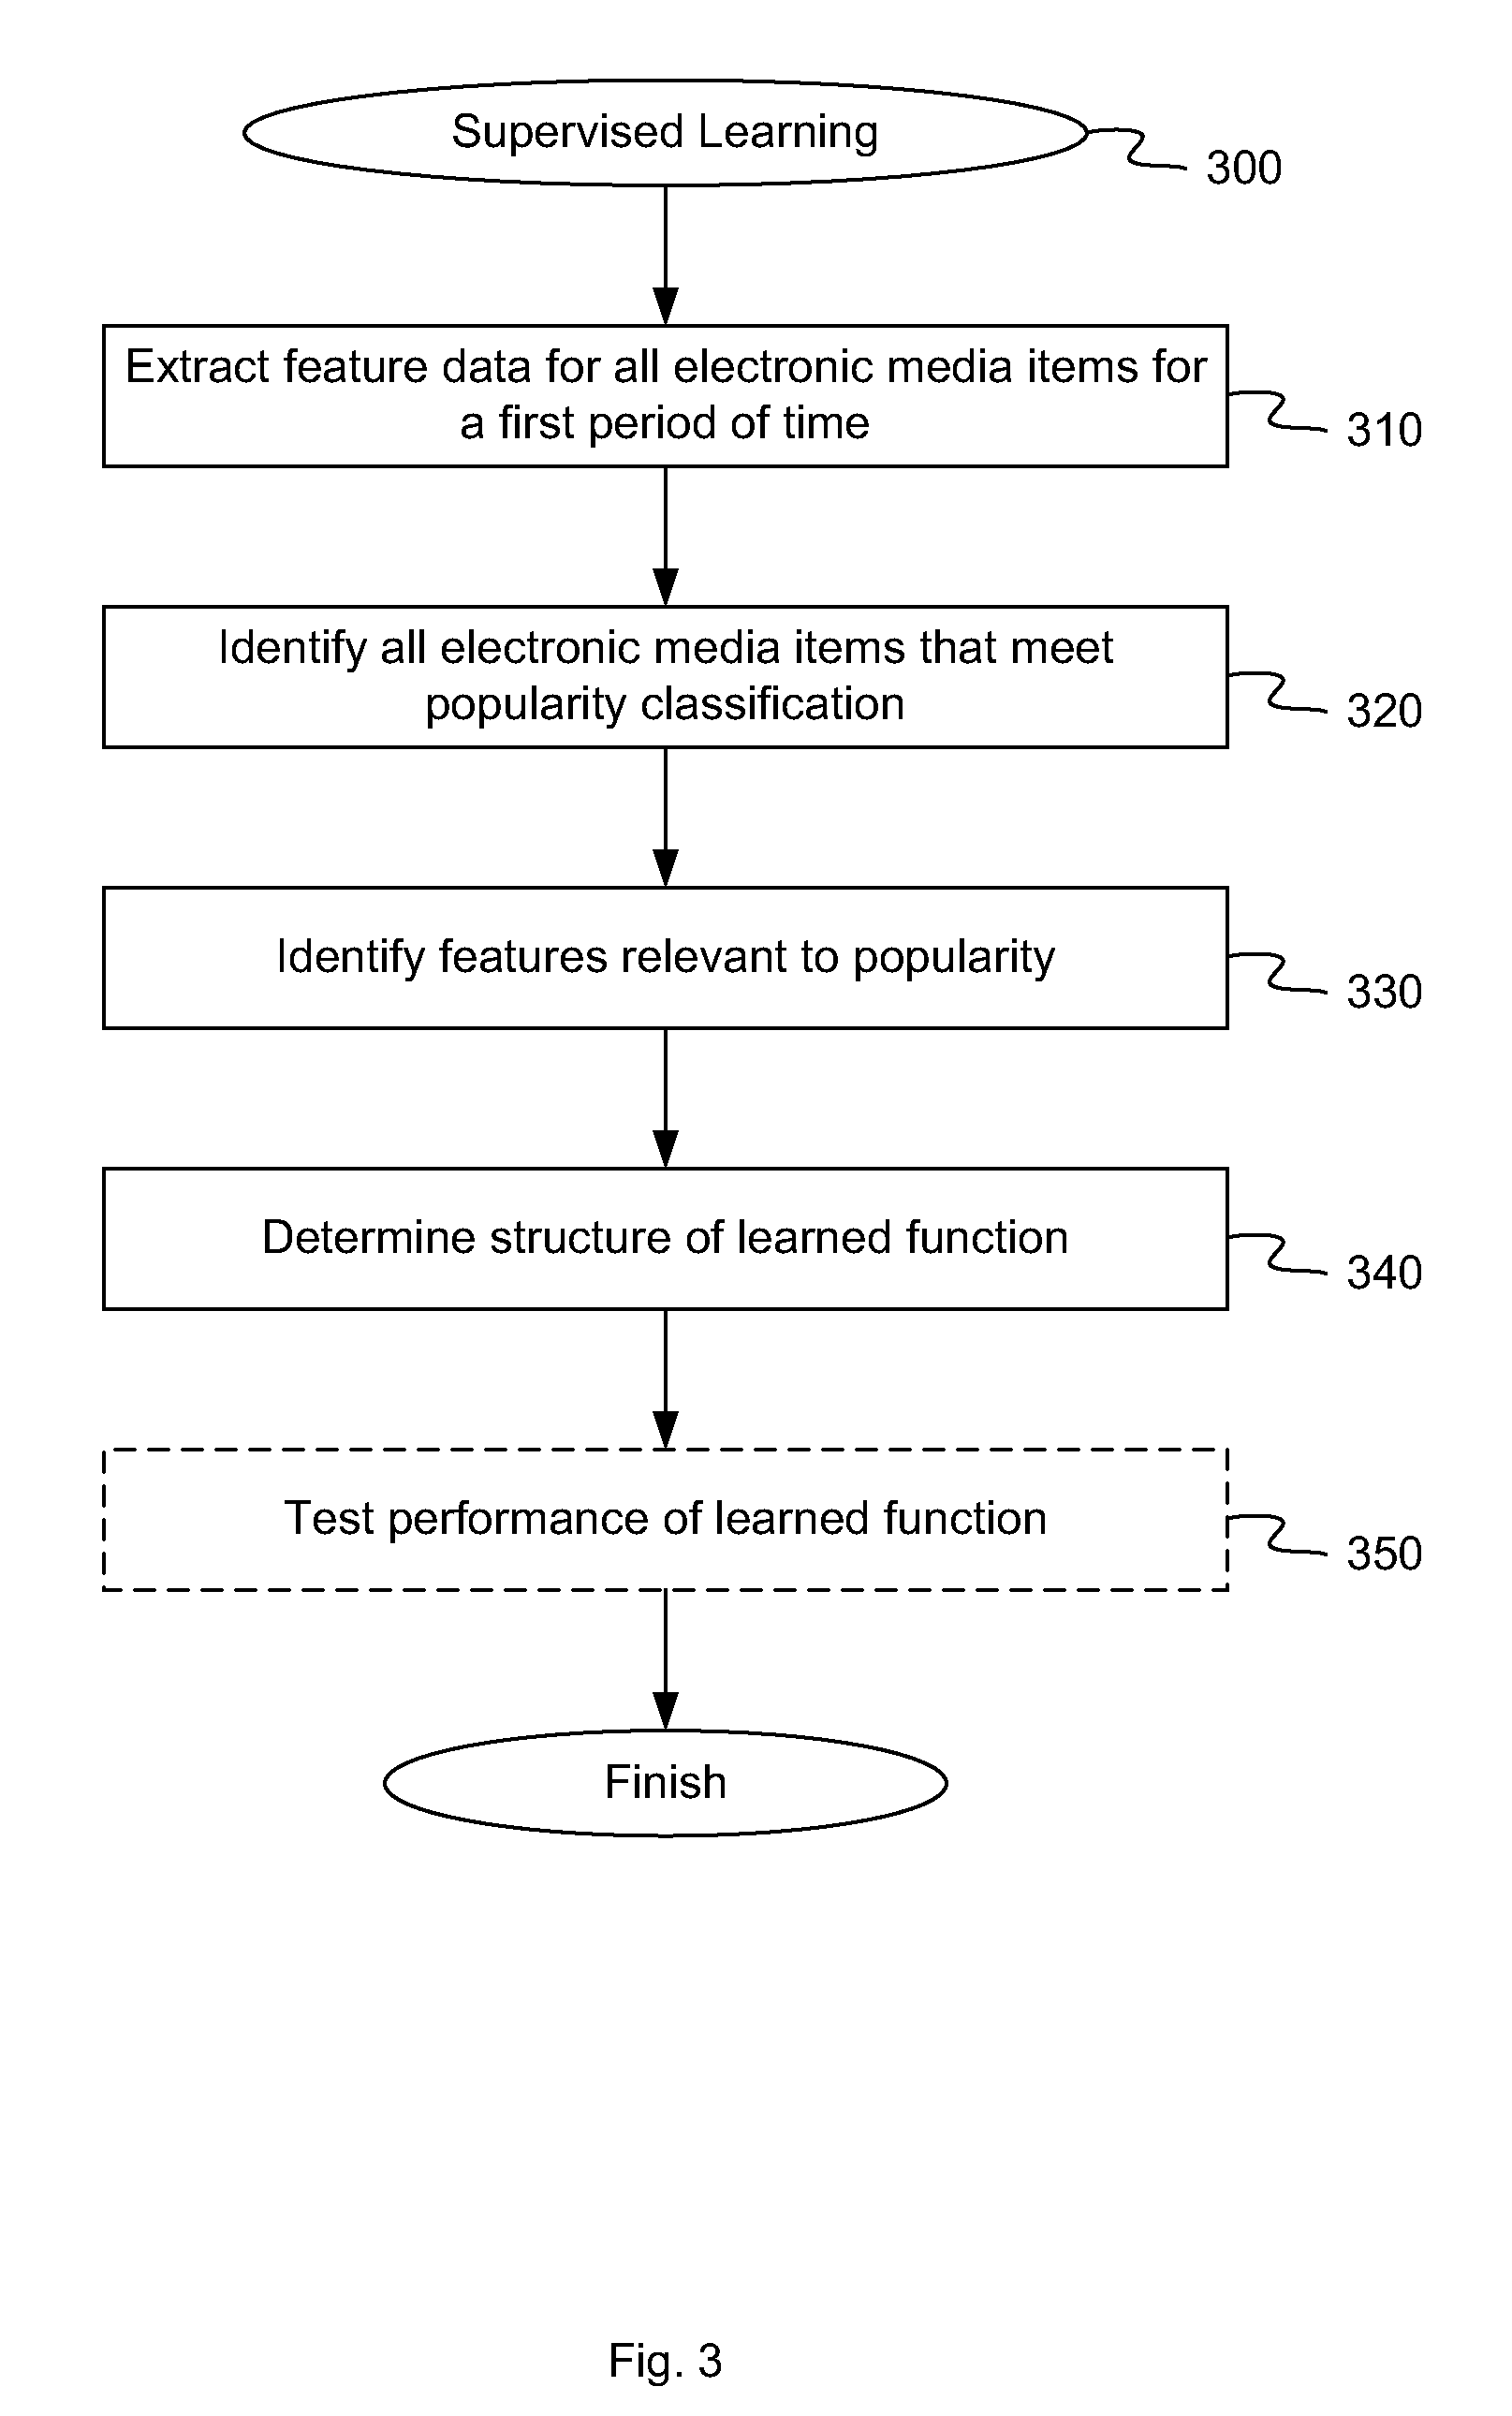 Supervised Learning
300
Extract feature data for all electronic media items for
a first period of time
310
Identify all electronic media items that meet
popularity classification
320
Identify features relevant to popularity
330
Determine structure of learned function
340
Test performance of learned function
350
Finish
Fig. 3